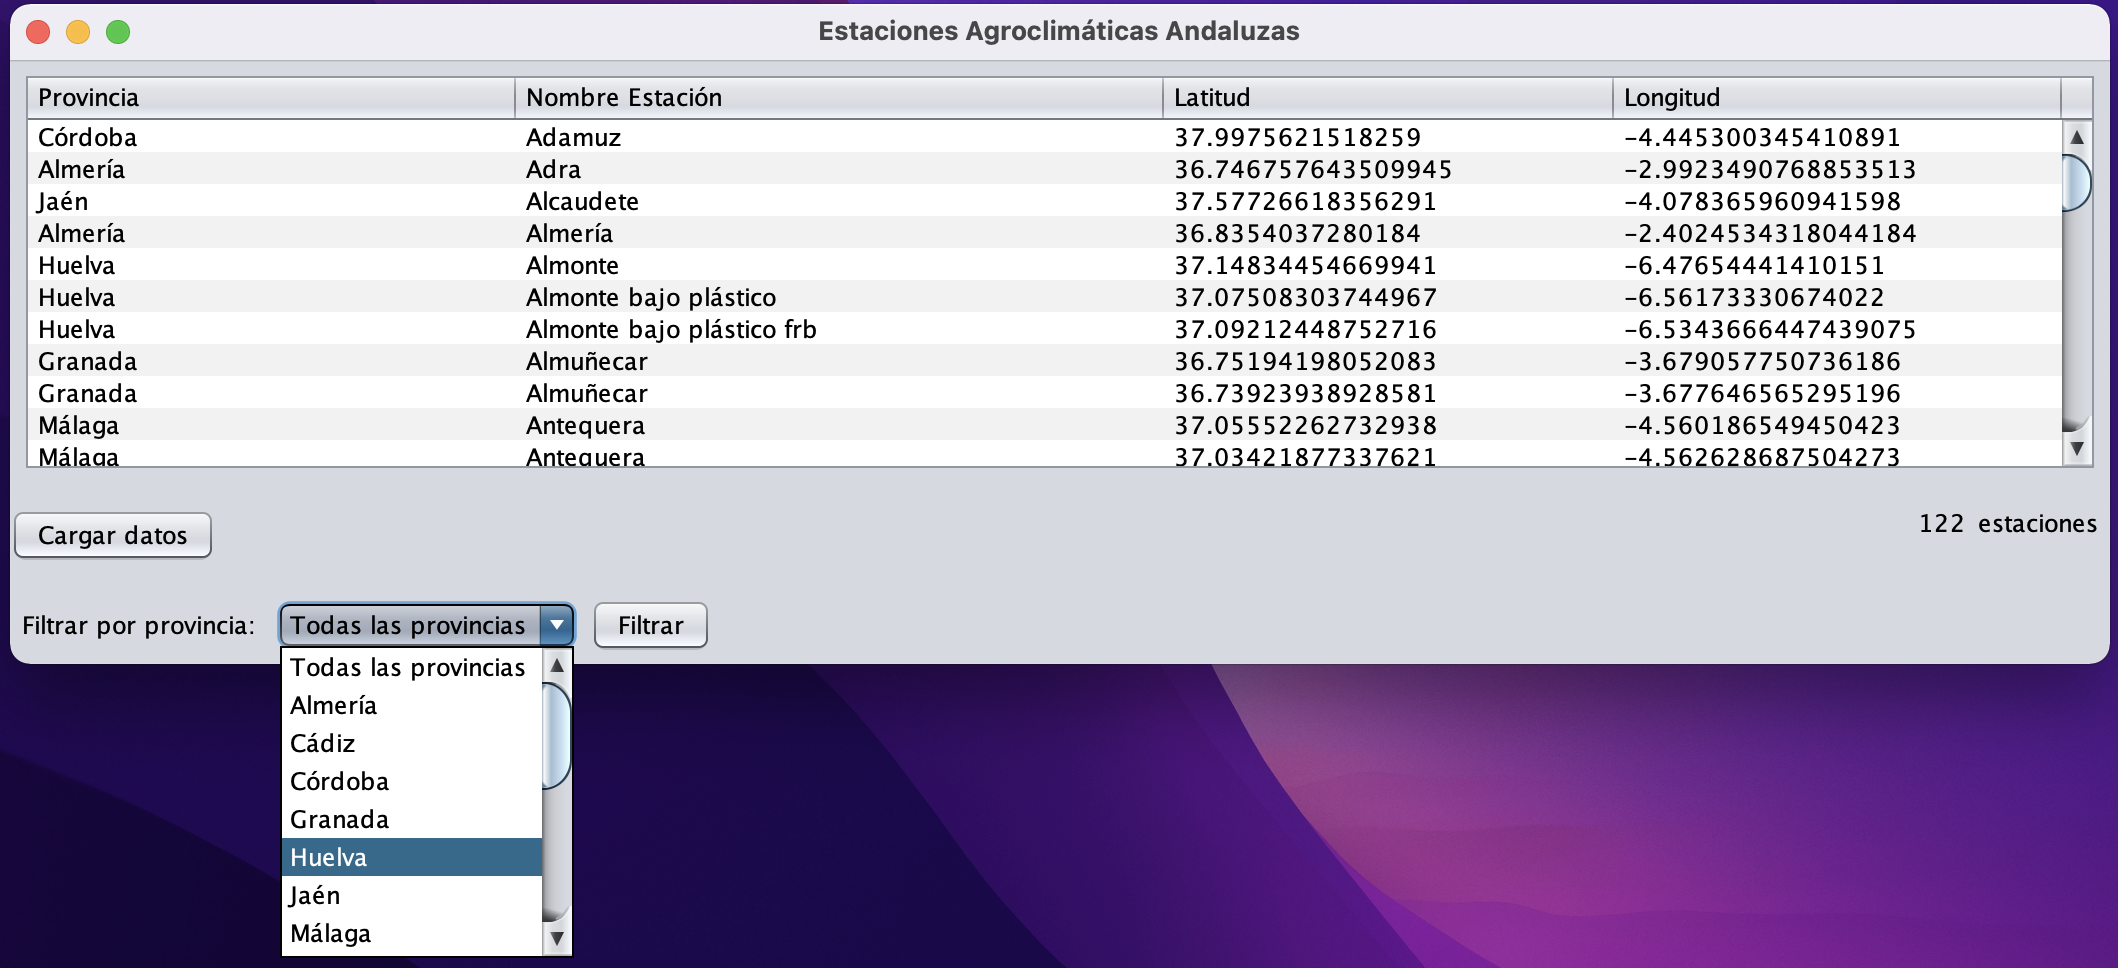 Estaciones Agroclimáticas Andaluzas
Provincia Nombre Estación Latitud Longitud
Córdoba Adamuz 37.9975621518259 -4.445300345410891
Almería Adra 36.746757643509945 -2.9923490768853513
Jaén Alcaudete 37.57726618356291 -4.078365960941598
Almería Almería 36.8354037280184 -2.4024534318044184
Huelva Almonte 37.14834454669941 -6.47654441410151
Huelva Almonte bajo plástico 37.07508303744967 -6.56173330674022
Huelva Almonte bajo plástico frb 37.09212448752716 -6.5343666447439075
Granada Almuñecar 36.75194198052083 -3.679057750736186
Granada Almuñecar 36.73923938928581 -3.677646565295196
Málaga Antequera 37.05552262732938 -4.560186549450423
Málaga Antequera 37.03421877337621 -4.562628687504273
Cargar datos
122 estaciones
Filtrar por provincia: Todas las provincias Filtrar
Todas las provincias
Almería
Cádiz
Córdoba
Granada
Huelva
Jaén
Málaga